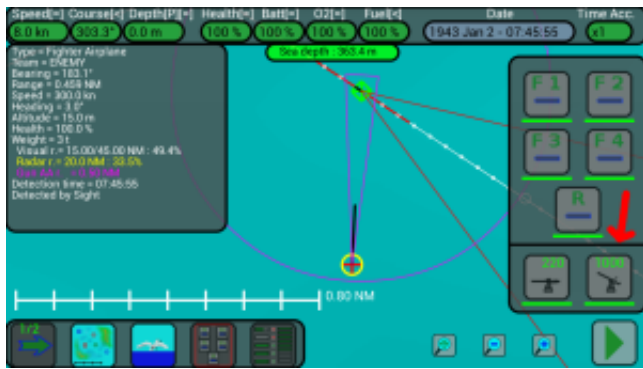 Speed[=] Course[<] Depth[P][=] Health[=] Batt[=] O2[=] Fuel[<] Date Time Acc.
8.0 kn 303.3° 0.0 m 100 % 100 % 100 % 100 % 1943 Jan 2 - 07:45:55 x1
Sea depth : 363.4 m
Type = Fighter Airplane
Team = ENEMY
Bearing = 183.1°
Range = 0.459 NM
Speed = 300.0 kn
Heading = 3.0°
Altitude = 15.0 m
Health = 100.0 %
Weight = 3 t
Visual r.= 15.00/45.00 NM : 49.4%
Radar r.= 20.0 NM : 33.5%
Detection time = 07:45:55
Detected by Sight
F 1 F 2
F 3 F 4
R
220 1000
0.80 NM
1/2